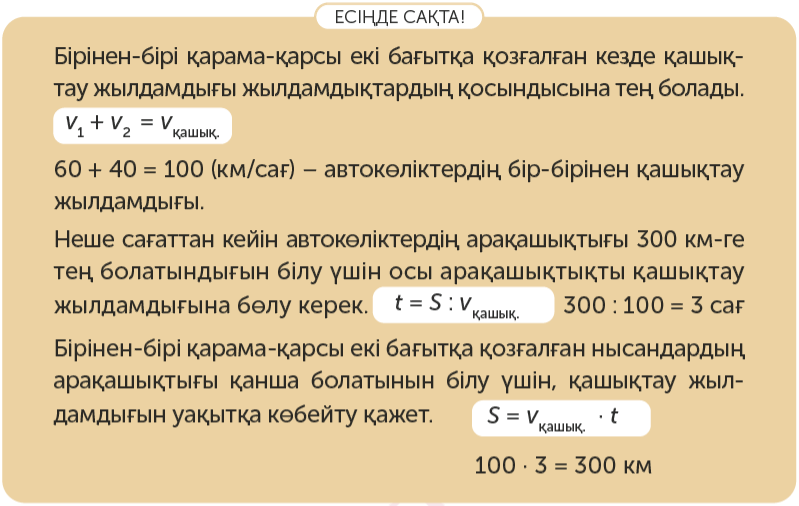 ЕСІҢДЕ САҚТА!
Бірінен-бірі қарама-қарсы екі бағытқа қозғалған кезде қашық-
тау жылдамдығы жылдамдықтардың қосындысына тең болады.
v₁ + v₂ = vқашық.
60 + 40 = 100 (км/сағ) – автокөліктердің бір-бірінен қашықтау
жылдамдығы.
Неше сағаттан кейін автокөліктердің арақашықтығы 300 км-ге
тең болатындығын білу үшін осы арақашықтықты қашықтау
жылдамдығына бөлу керек. t = S : vқашық. 300 : 100 = 3 сағ
Бірінен-бірі қарама-қарсы екі бағытқа қозғалған нысандардың
арақашықтығы қанша болатынын білу үшін, қашықтау жыл-
дамдығын уақытқа көбейту қажет. S = vқашық. · t
100 · 3 = 300 км